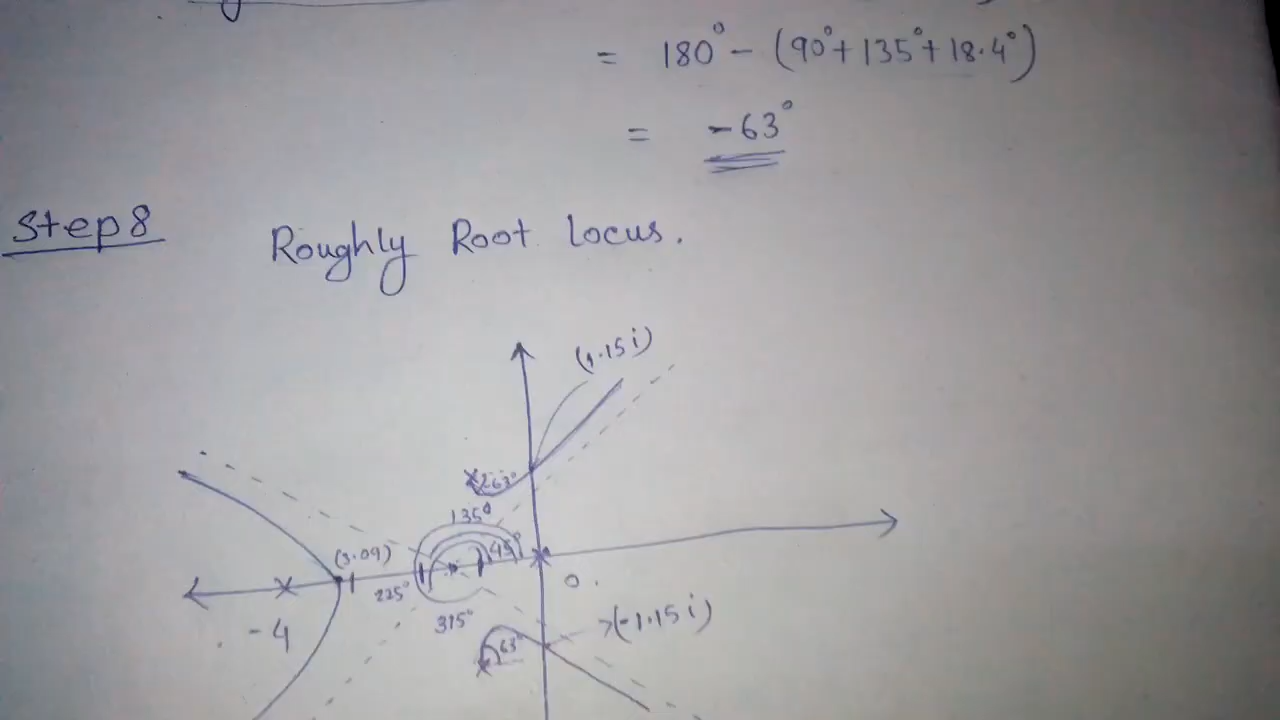 = 180° - (90° + 135° + 18.4°)
= -63°
Step 8 Roughly Root locus.
(1.15i)
-63°
135°
45°
(3.09)
225°
0.
-4
315°
(-1.15i)
63°